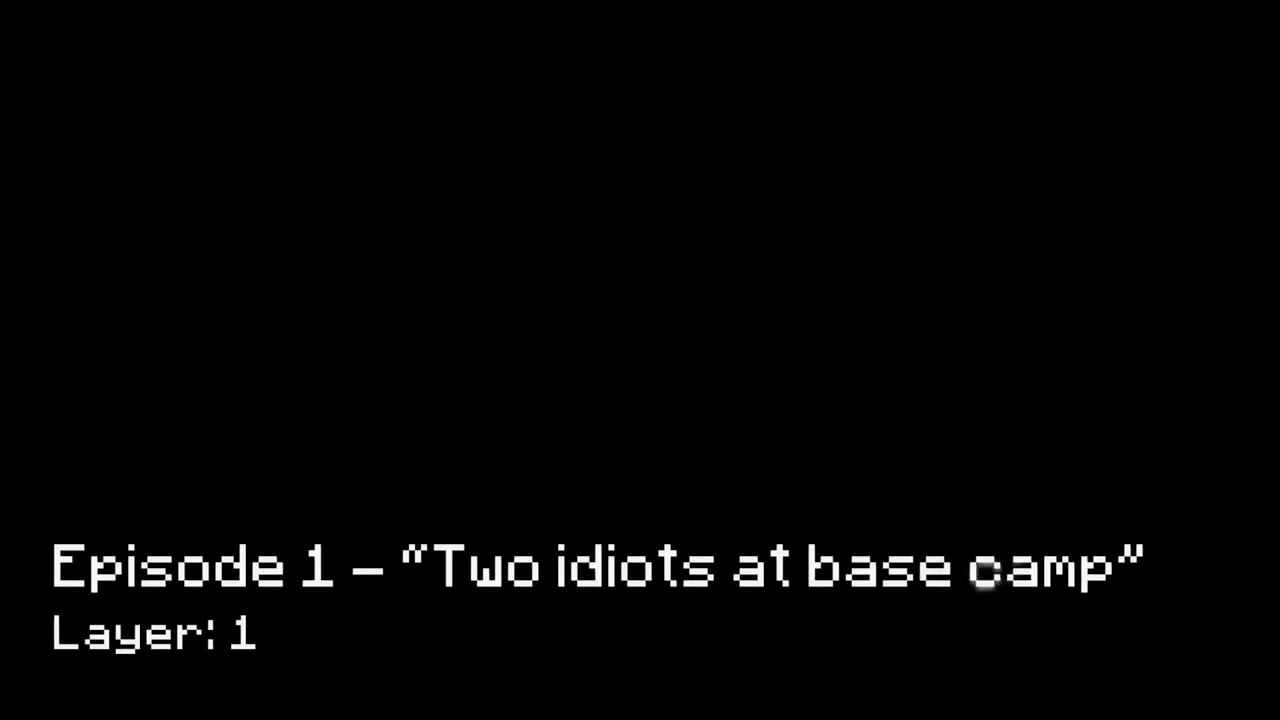 Episode 1 – “Two idiots at base camp”
Layer: 1